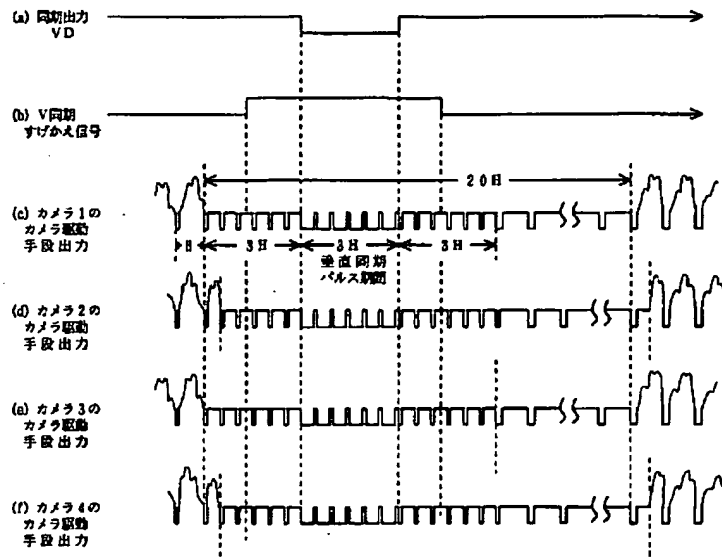 (a) 同期出力
VD
(b) V同期
すげかえ信号
20H
(c) カメラ1の
カメラ駆動
手段出力
H
3H
3H
3H
垂直同期
パルス期間
(d) カメラ2の
カメラ駆動
手段出力
(e) カメラ3の
カメラ駆動
手段出力
(f) カメラ4の
カメラ駆動
手段出力